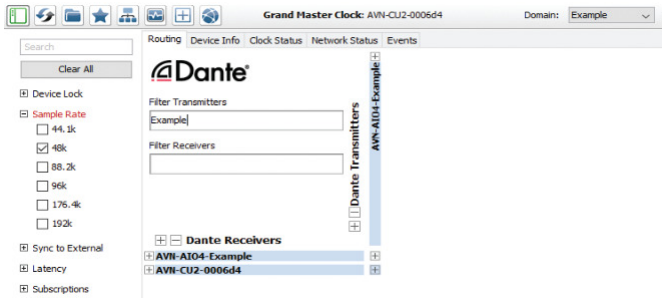 Grand Master Clock: AVN-CU2-0006d4
Domain: Example
Search
Clear All
Device Lock
Sample Rate
44.1k
48k
88.2k
96k
176.4k
192k
Sync to External
Latency
Subscriptions
Routing Device Info Clock Status Network Status Events
Dante®
Filter Transmitters
Example
Filter Receivers
Dante Transmitters
AVN-AIO4-Example
Dante Receivers
AVN-AIO4-Example
AVN-CU2-0006d4